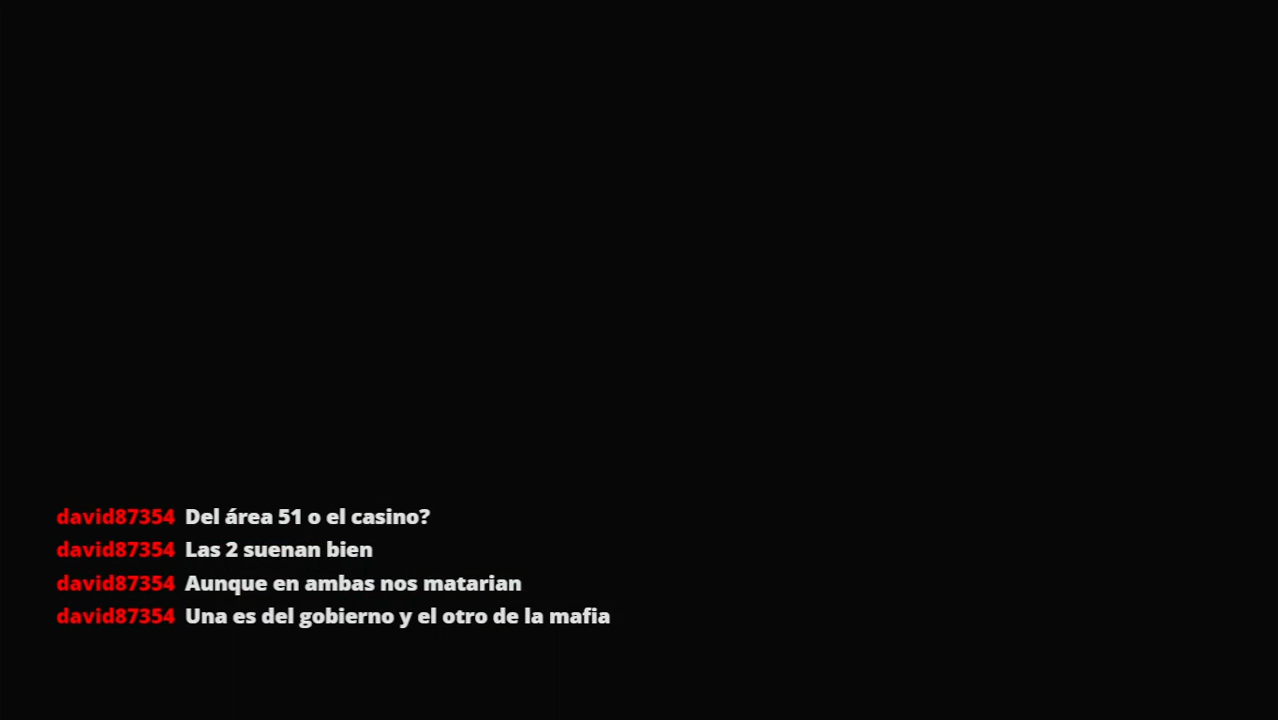 david87354 Del área 51 o el casino?
david87354 Las 2 suenan bien
david87354 Aunque en ambas nos matarian
david87354 Una es del gobierno y el otro de la mafia